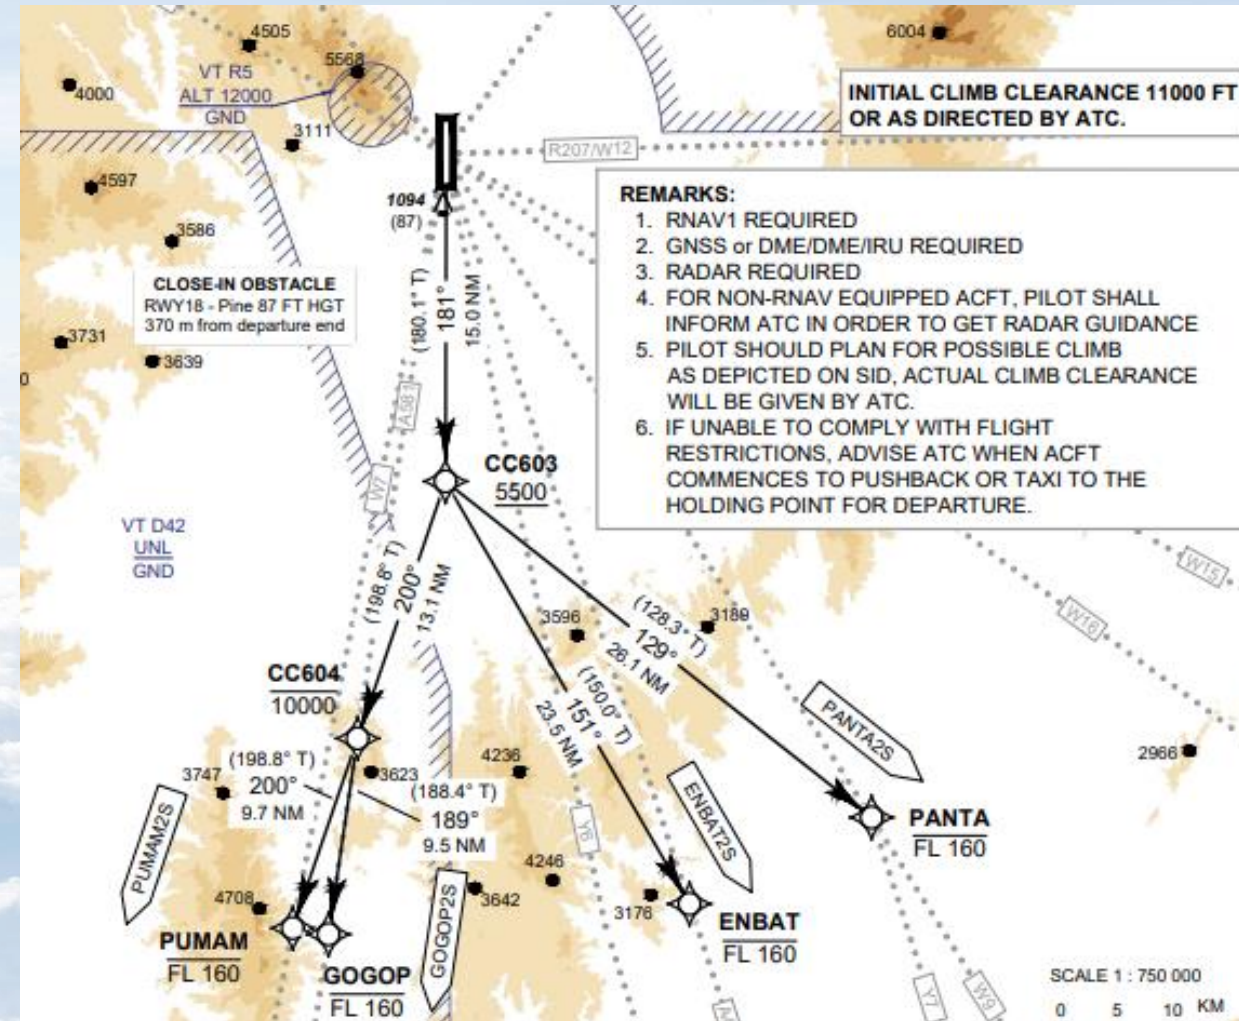 4505
5568
6004
VT R5
ALT 12000
GND
4000
3111
INITIAL CLIMB CLEARANCE 11000 FT
OR AS DIRECTED BY ATC.
R207/W12
4597
1094
(87)
3586
REMARKS:
1. RNAV1 REQUIRED
2. GNSS or DME/DME/IRU REQUIRED
3. RADAR REQUIRED
4. FOR NON-RNAV EQUIPPED ACFT, PILOT SHALL
INFORM ATC IN ORDER TO GET RADAR GUIDANCE
5. PILOT SHOULD PLAN FOR POSSIBLE CLIMB
AS DEPICTED ON SID, ACTUAL CLIMB CLEARANCE
WILL BE GIVEN BY ATC.
6. IF UNABLE TO COMPLY WITH FLIGHT
RESTRICTIONS, ADVISE ATC WHEN ACFT
COMMENCES TO PUSHBACK OR TAXI TO THE
HOLDING POINT FOR DEPARTURE.
CLOSE-IN OBSTACLE
RWY18 - Pine 87 FT HGT
370 m from departure end
(180.1° T)
181°
15.0 NM
3731
3639
0
A98
W7
CC603
5500
VT D42
UNL
GND
W15
W16
(198.8° T)
200°
13.1 NM
3596
3189
(128.3° T)
129°
26.1 NM
(150.0° T)
151°
23.5 NM
CC604
10000
PANTA2S
2966
3747
(198.8° T)
200°
9.7 NM
3623
(188.4° T)
189°
9.5 NM
4236
PUMAM2S
ENBAT2S
Y6
PANTA
FL 160
4246
4708
3642
3176
GOGOP2S
PUMAM
FL 160
GOGOP
FL 160
ENBAT
FL 160
Y7
W9
SCALE 1 : 750 000
0 5 10 KM